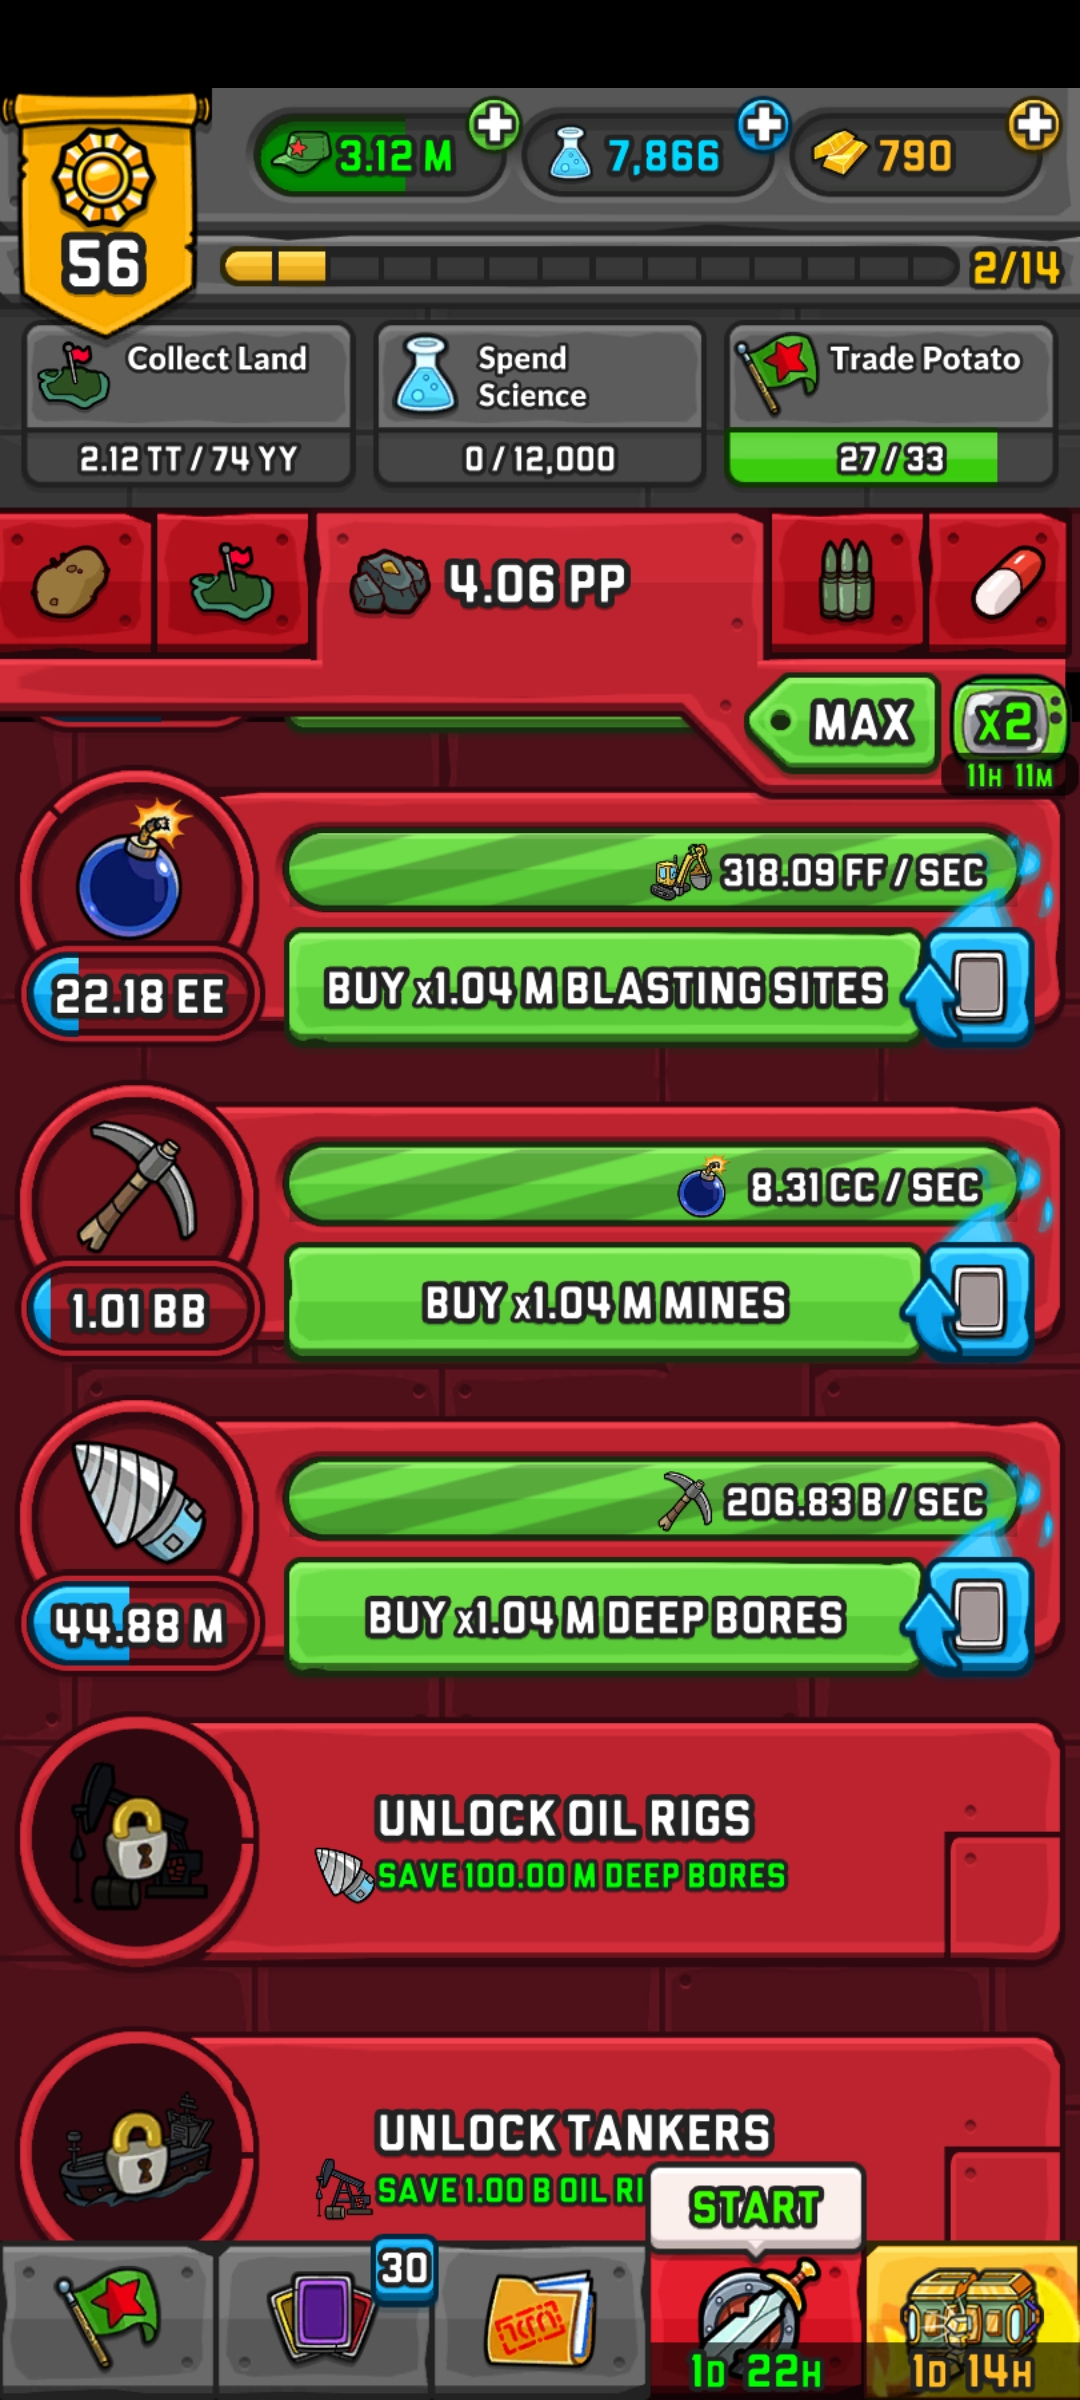 3.12 M
7,866
790
56
2/14
Collect Land
2.12 TT / 74 YY
Spend
Science
0 / 12,000
Trade Potato
27 / 33
4.06 PP
MAX
x2
11H 11M
318.09 FF / SEC
22.18 EE
BUY x1.04 M BLASTING SITES
8.31 CC / SEC
1.01 BB
BUY x1.04 M MINES
206.83 B / SEC
44.88 M
BUY x1.04 M DEEP BORES
UNLOCK OIL RIGS
SAVE 100.00 M DEEP BORES
UNLOCK TANKERS
SAVE 1.00 B OIL RI
START
30
1D 22H
1D 14H